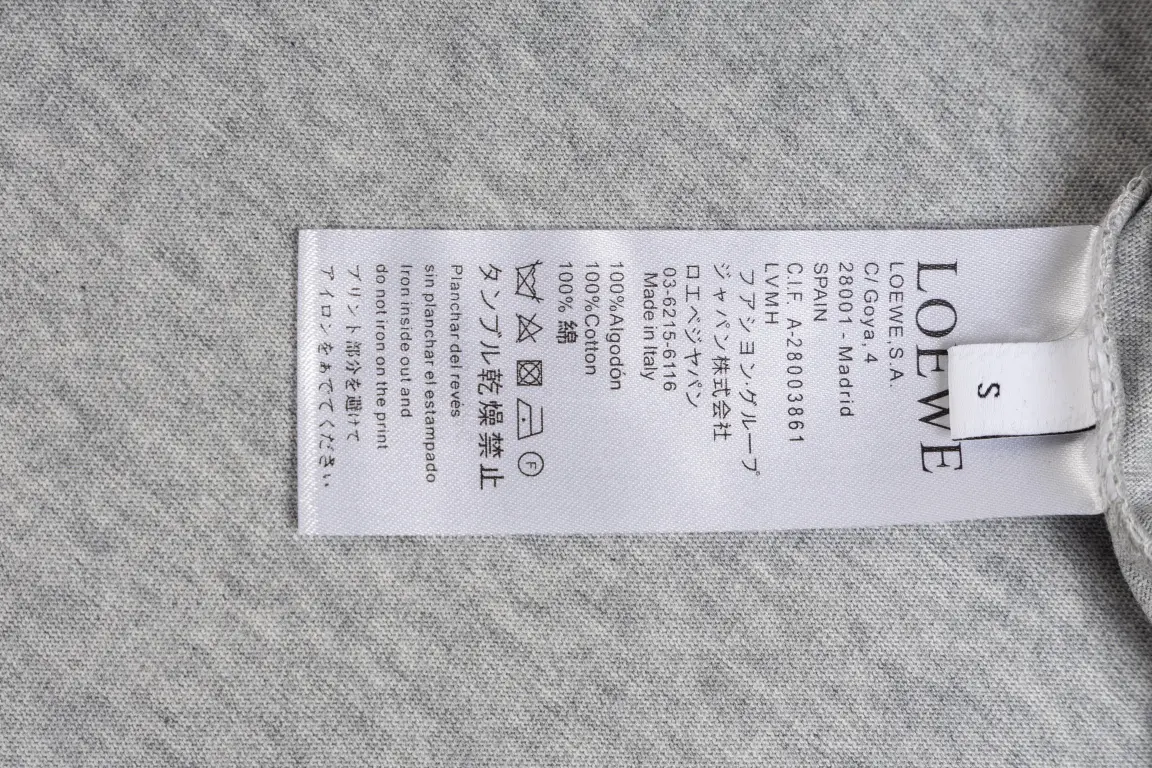 LOEWE
S
LOEWE.S.A.
C/Goya, 4
28001 - Madrid
SPAIN
C.I.F. A-28003861
LVMH
フアシヨン·グループ
ジャパン株式会社
ロエベジヤパン
03-6215-6116
Made in Italy
100%Algodón
100%Cotton
100% 綿
F
タンブル乾燥禁止
Planchar del revés
sin planchar el estampado
Iron inside out and
do not iron on the print
プリント部分を避けて
アイロンをあててください